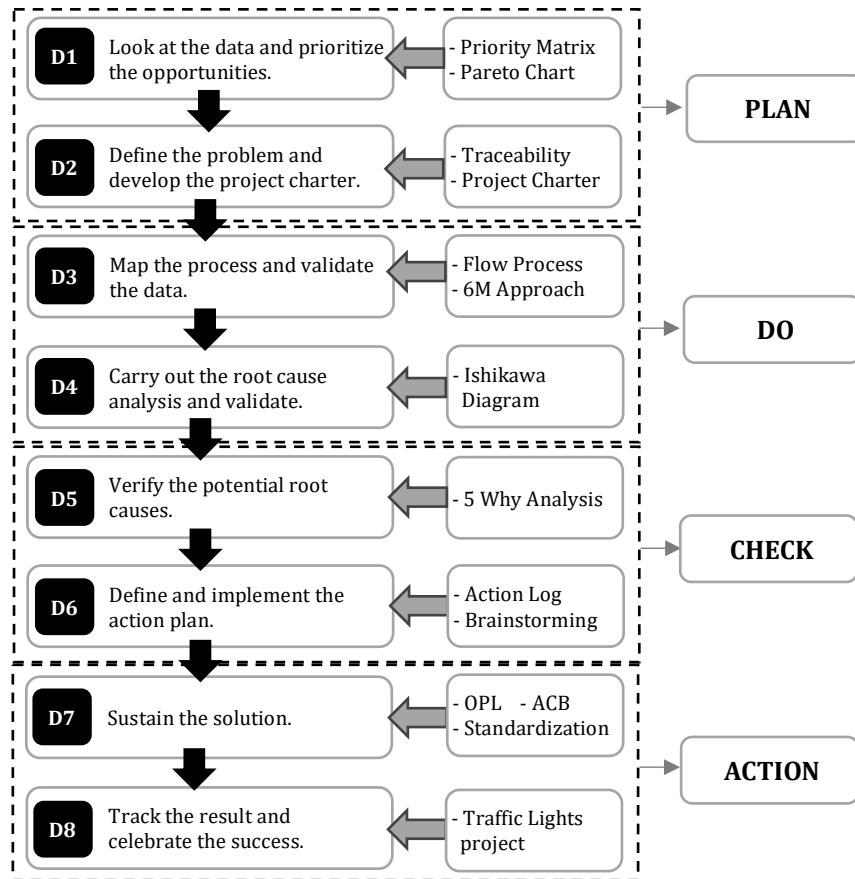 D1
Look at the data and prioritize
the opportunities.
- Priority Matrix
- Pareto Chart
PLAN
D2
Define the problem and
develop the project charter.
- Traceability
- Project Charter
D3
Map the process and validate
the data.
- Flow Process
- 6M Approach
DO
D4
Carry out the root cause
analysis and validate.
- Ishikawa
Diagram
D5
Verify the potential root
causes.
- 5 Why Analysis
CHECK
D6
Define and implement the
action plan.
- Action Log
- Brainstorming
D7
Sustain the solution.
- OPL - ACB
- Standardization
ACTION
D8
Track the result and
celebrate the success.
- Traffic Lights
project